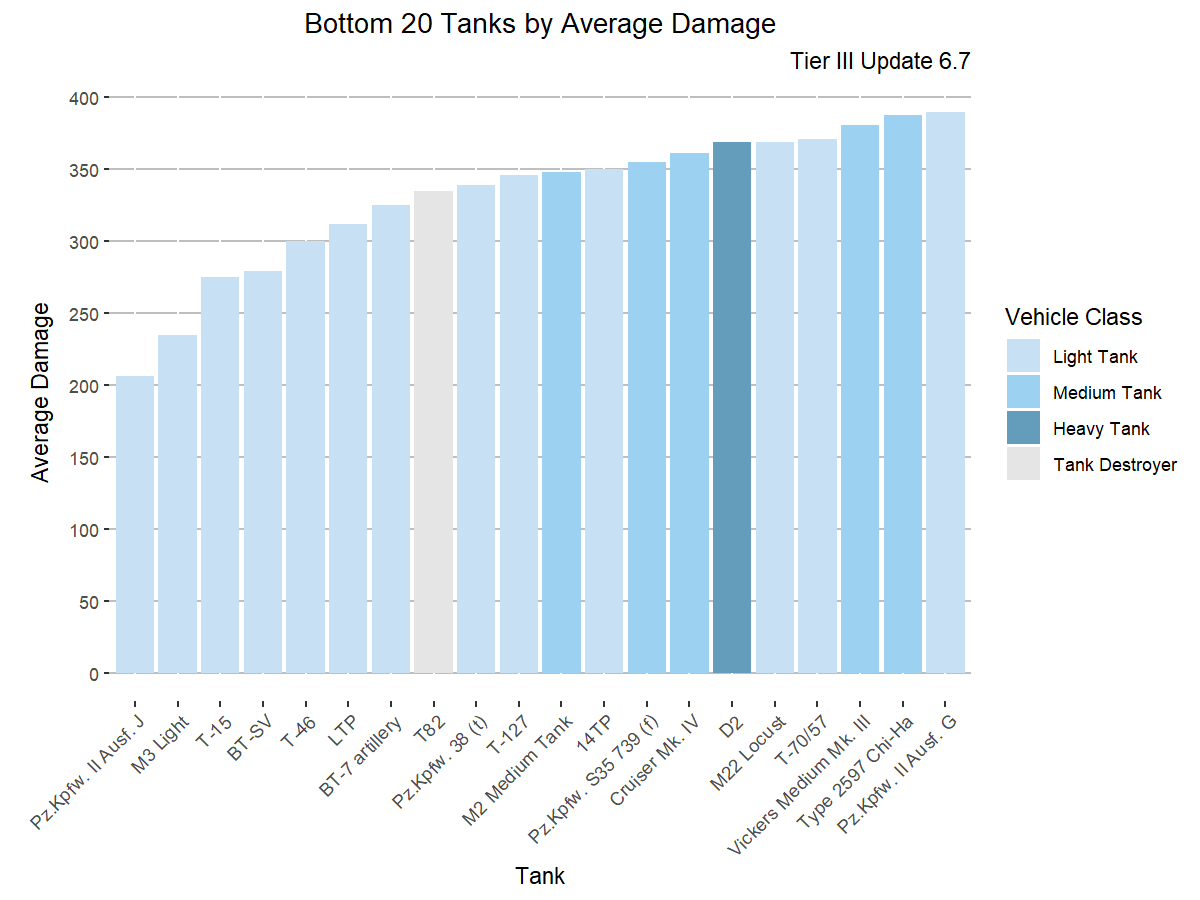 Bottom 20 Tanks by Average Damage
Tier III Update 6.7
Average Damage
400
350
300
250
200
150
100
50
0
Pz.Kpfw. II Ausf. J
M3 Light
T-15
BT-SV
T-46
LTP
BT-7 artillery
T82
Pz.Kpfw. 38 (t)
T-127
M2 Medium Tank
14TP
Pz.Kpfw. S35 739 (f)
Cruiser Mk. IV
D2
M22 Locust
T-70/57
Vickers Medium Mk. III
Type 2597 Chi-Ha
Pz.Kpfw. II Ausf. G
Tank
Vehicle Class
Light Tank
Medium Tank
Heavy Tank
Tank Destroyer